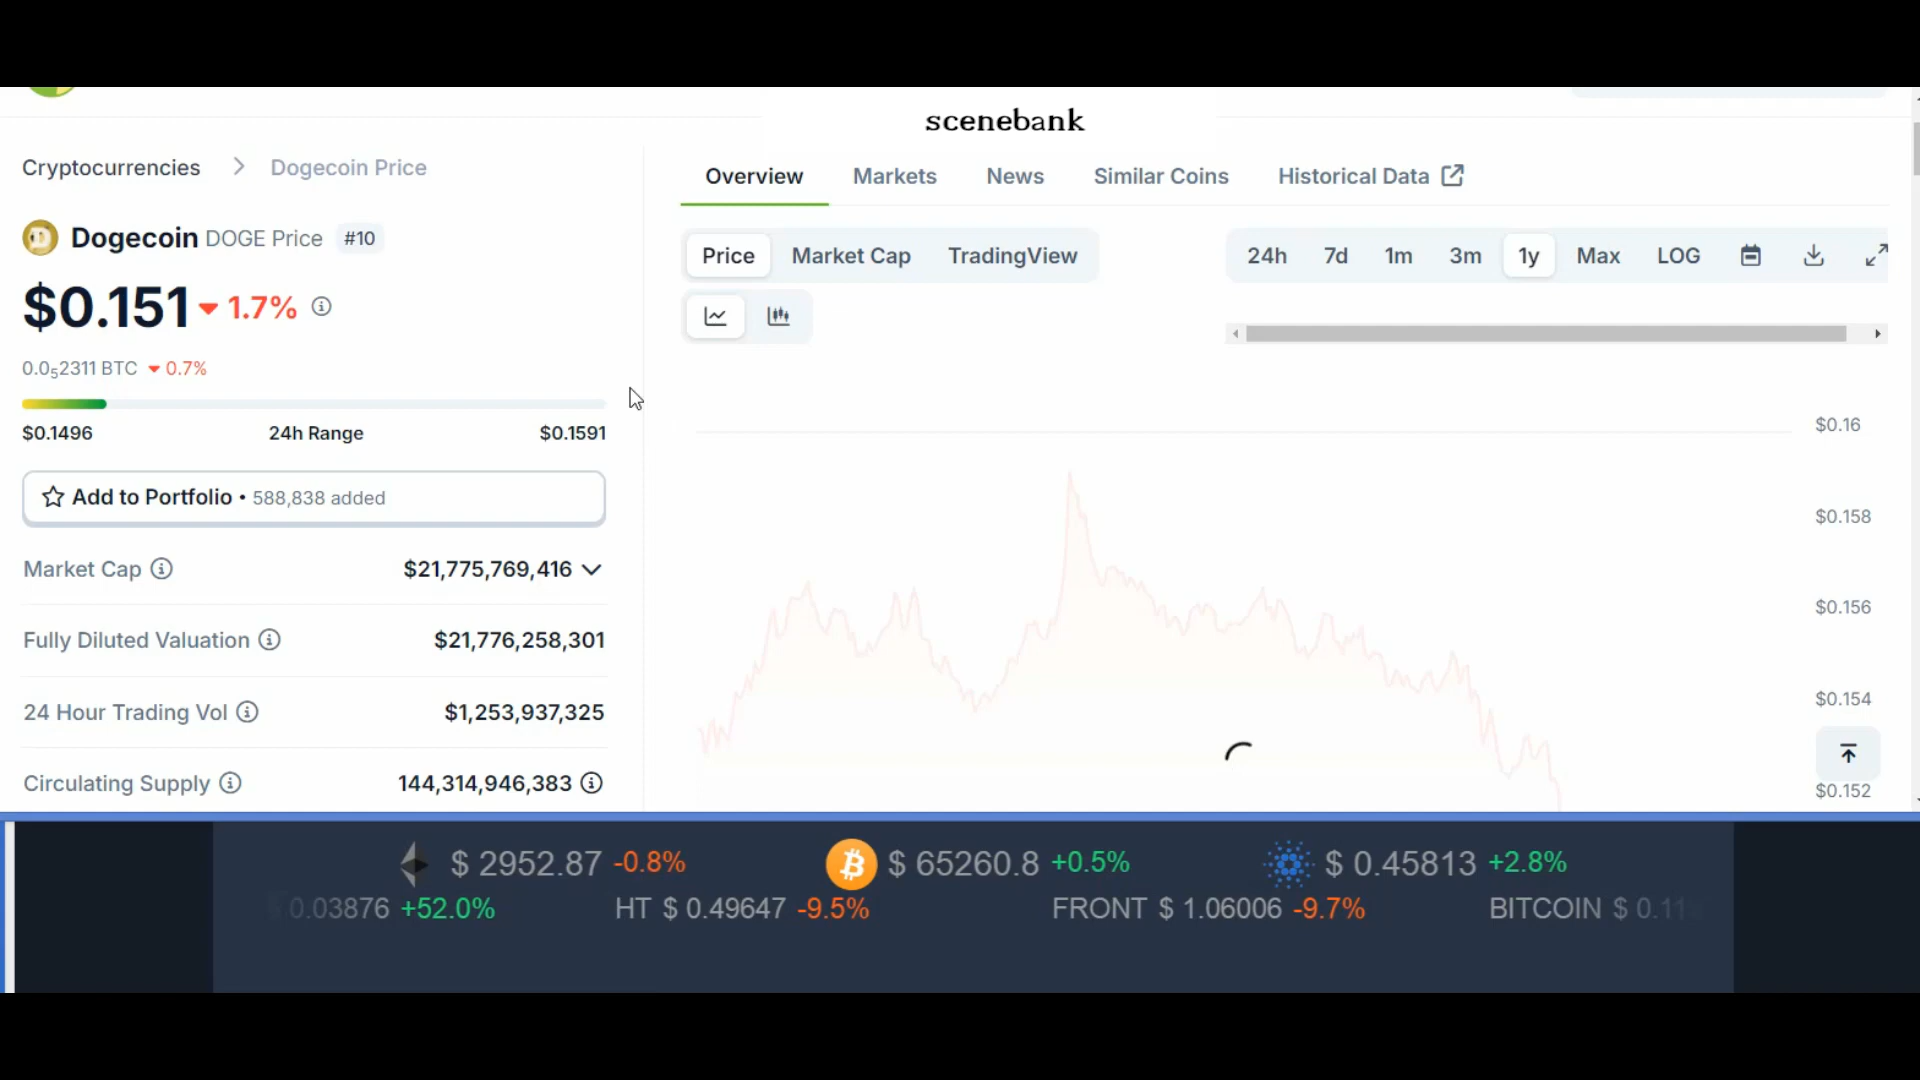 scenebank
Cryptocurrencies > Dogecoin Price
Overview Markets News Similar Coins Historical Data
Dogecoin DOGE Price #10
Price Market Cap TradingView
24h 7d 1m 3m 1y Max LOG
$0.151 1.7%
0.0₅2311 BTC 0.7%
$0.1496 24h Range $0.1591
Add to Portfolio • 588,838 added
Market Cap $21,775,769,416
Fully Diluted Valuation $21,776,258,301
24 Hour Trading Vol $1,253,937,325
Circulating Supply 144,314,946,383
$0.16
$0.158
$0.156
$0.154
$0.152
$ 2952.87 -0.8% $ 65260.8 +0.5% $ 0.45813 +2.8%
0.03876 +52.0% HT $ 0.49647 -9.5% FRONT $ 1.06006 -9.7% BITCOIN $